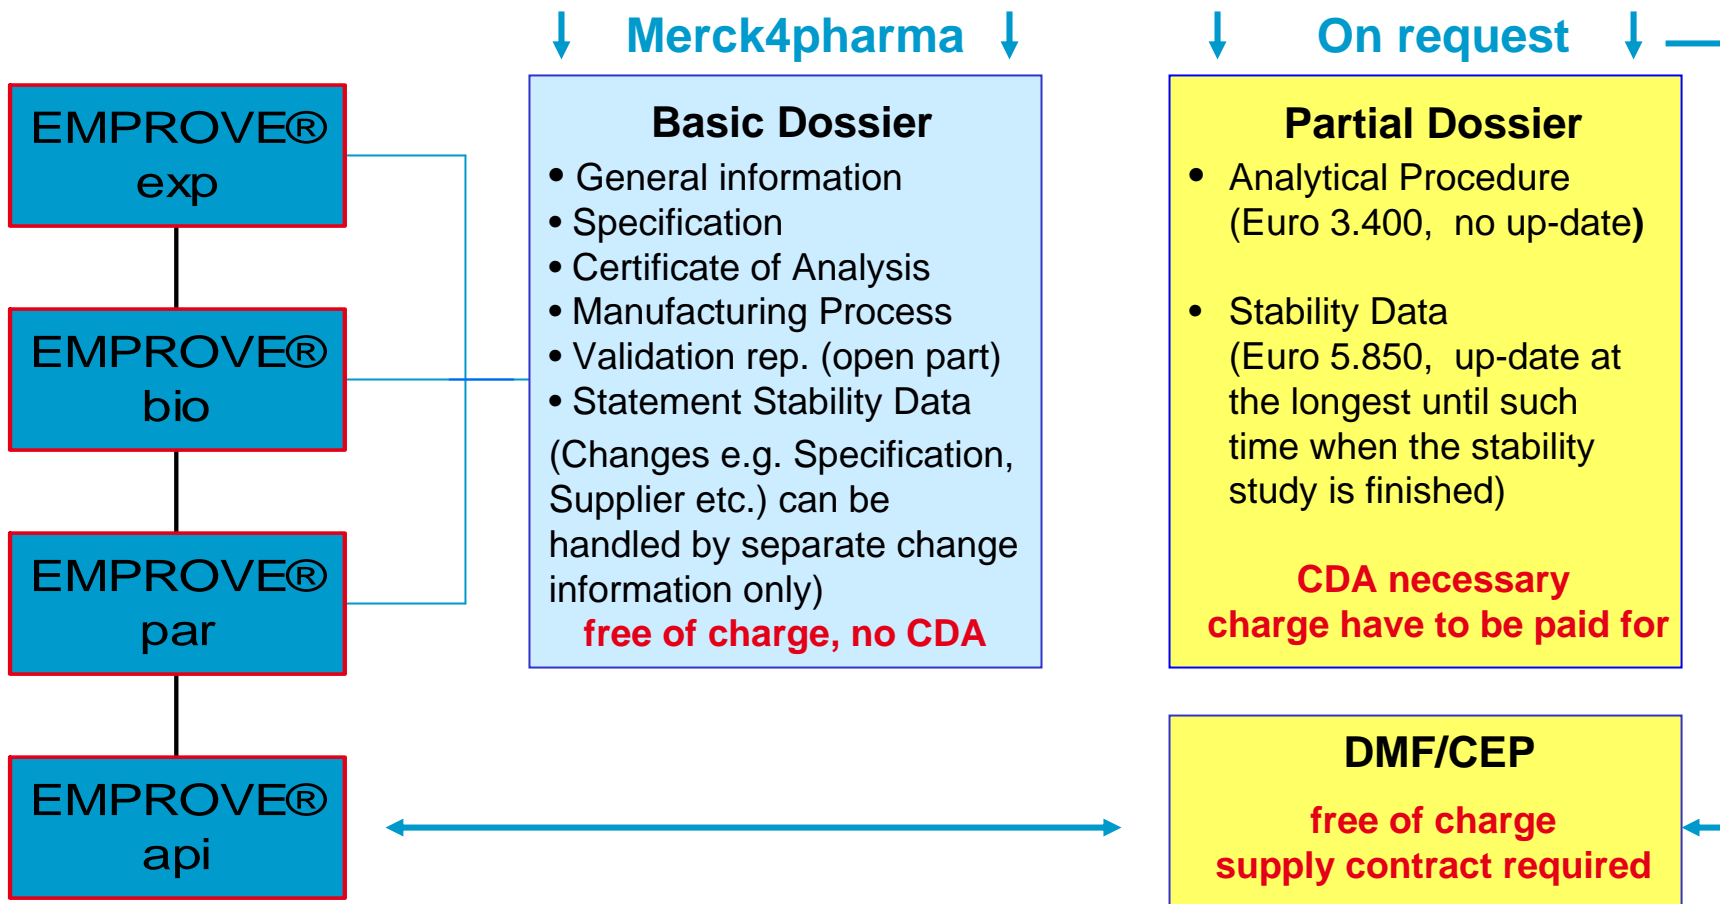 Merck4pharma
On request
EMPROVE®
exp
EMPROVE®
bio
EMPROVE®
par
EMPROVE®
api
Basic Dossier
• General information
• Specification
• Certificate of Analysis
• Manufacturing Process
• Validation rep. (open part)
• Statement Stability Data
(Changes e.g. Specification,
Supplier etc.) can be
handled by separate change
information only)
free of charge, no CDA
Partial Dossier
• Analytical Procedure
(Euro 3.400, no up-date)
• Stability Data
(Euro 5.850, up-date at
the longest until such
time when the stability
study is finished)
CDA necessary
charge have to be paid for
DMF/CEP
free of charge
supply contract required